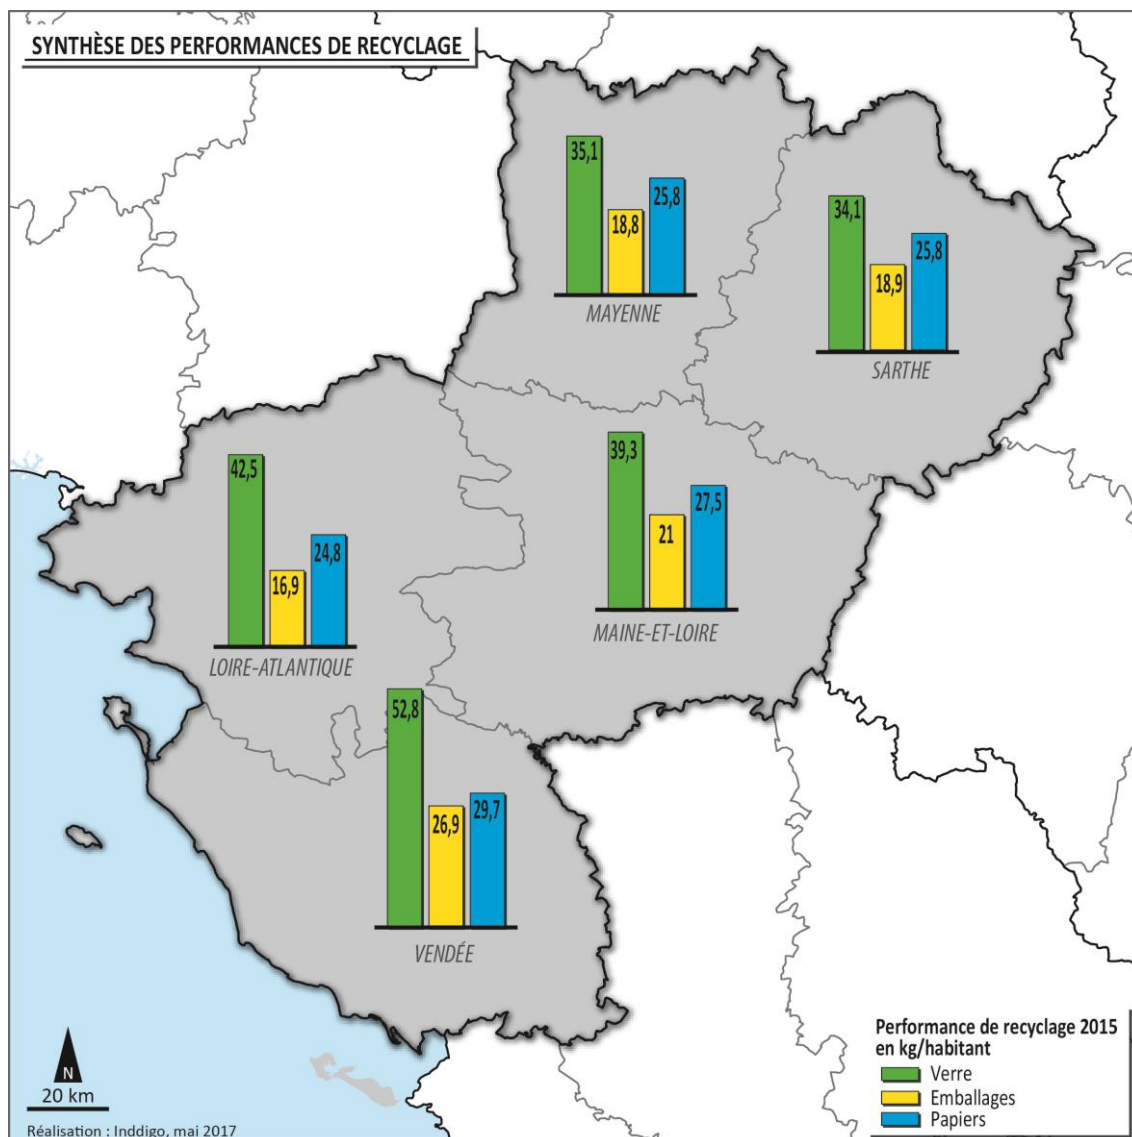 SYNTHÈSE DES PERFORMANCES DE RECYCLAGE
35,1
18,8
25,8
MAYENNE
34,1
18,9
25,8
SARTHE
42,5
16,9
24,8
LOIRE-ATLANTIQUE
39,3
21
27,5
MAINE-ET-LOIRE
52,8
26,9
29,7
VENDÉE
N
20 km
Réalisation : Inddigo, mai 2017
Performance de recyclage 2015
en kg/habitant
Verre
Emballages
Papiers